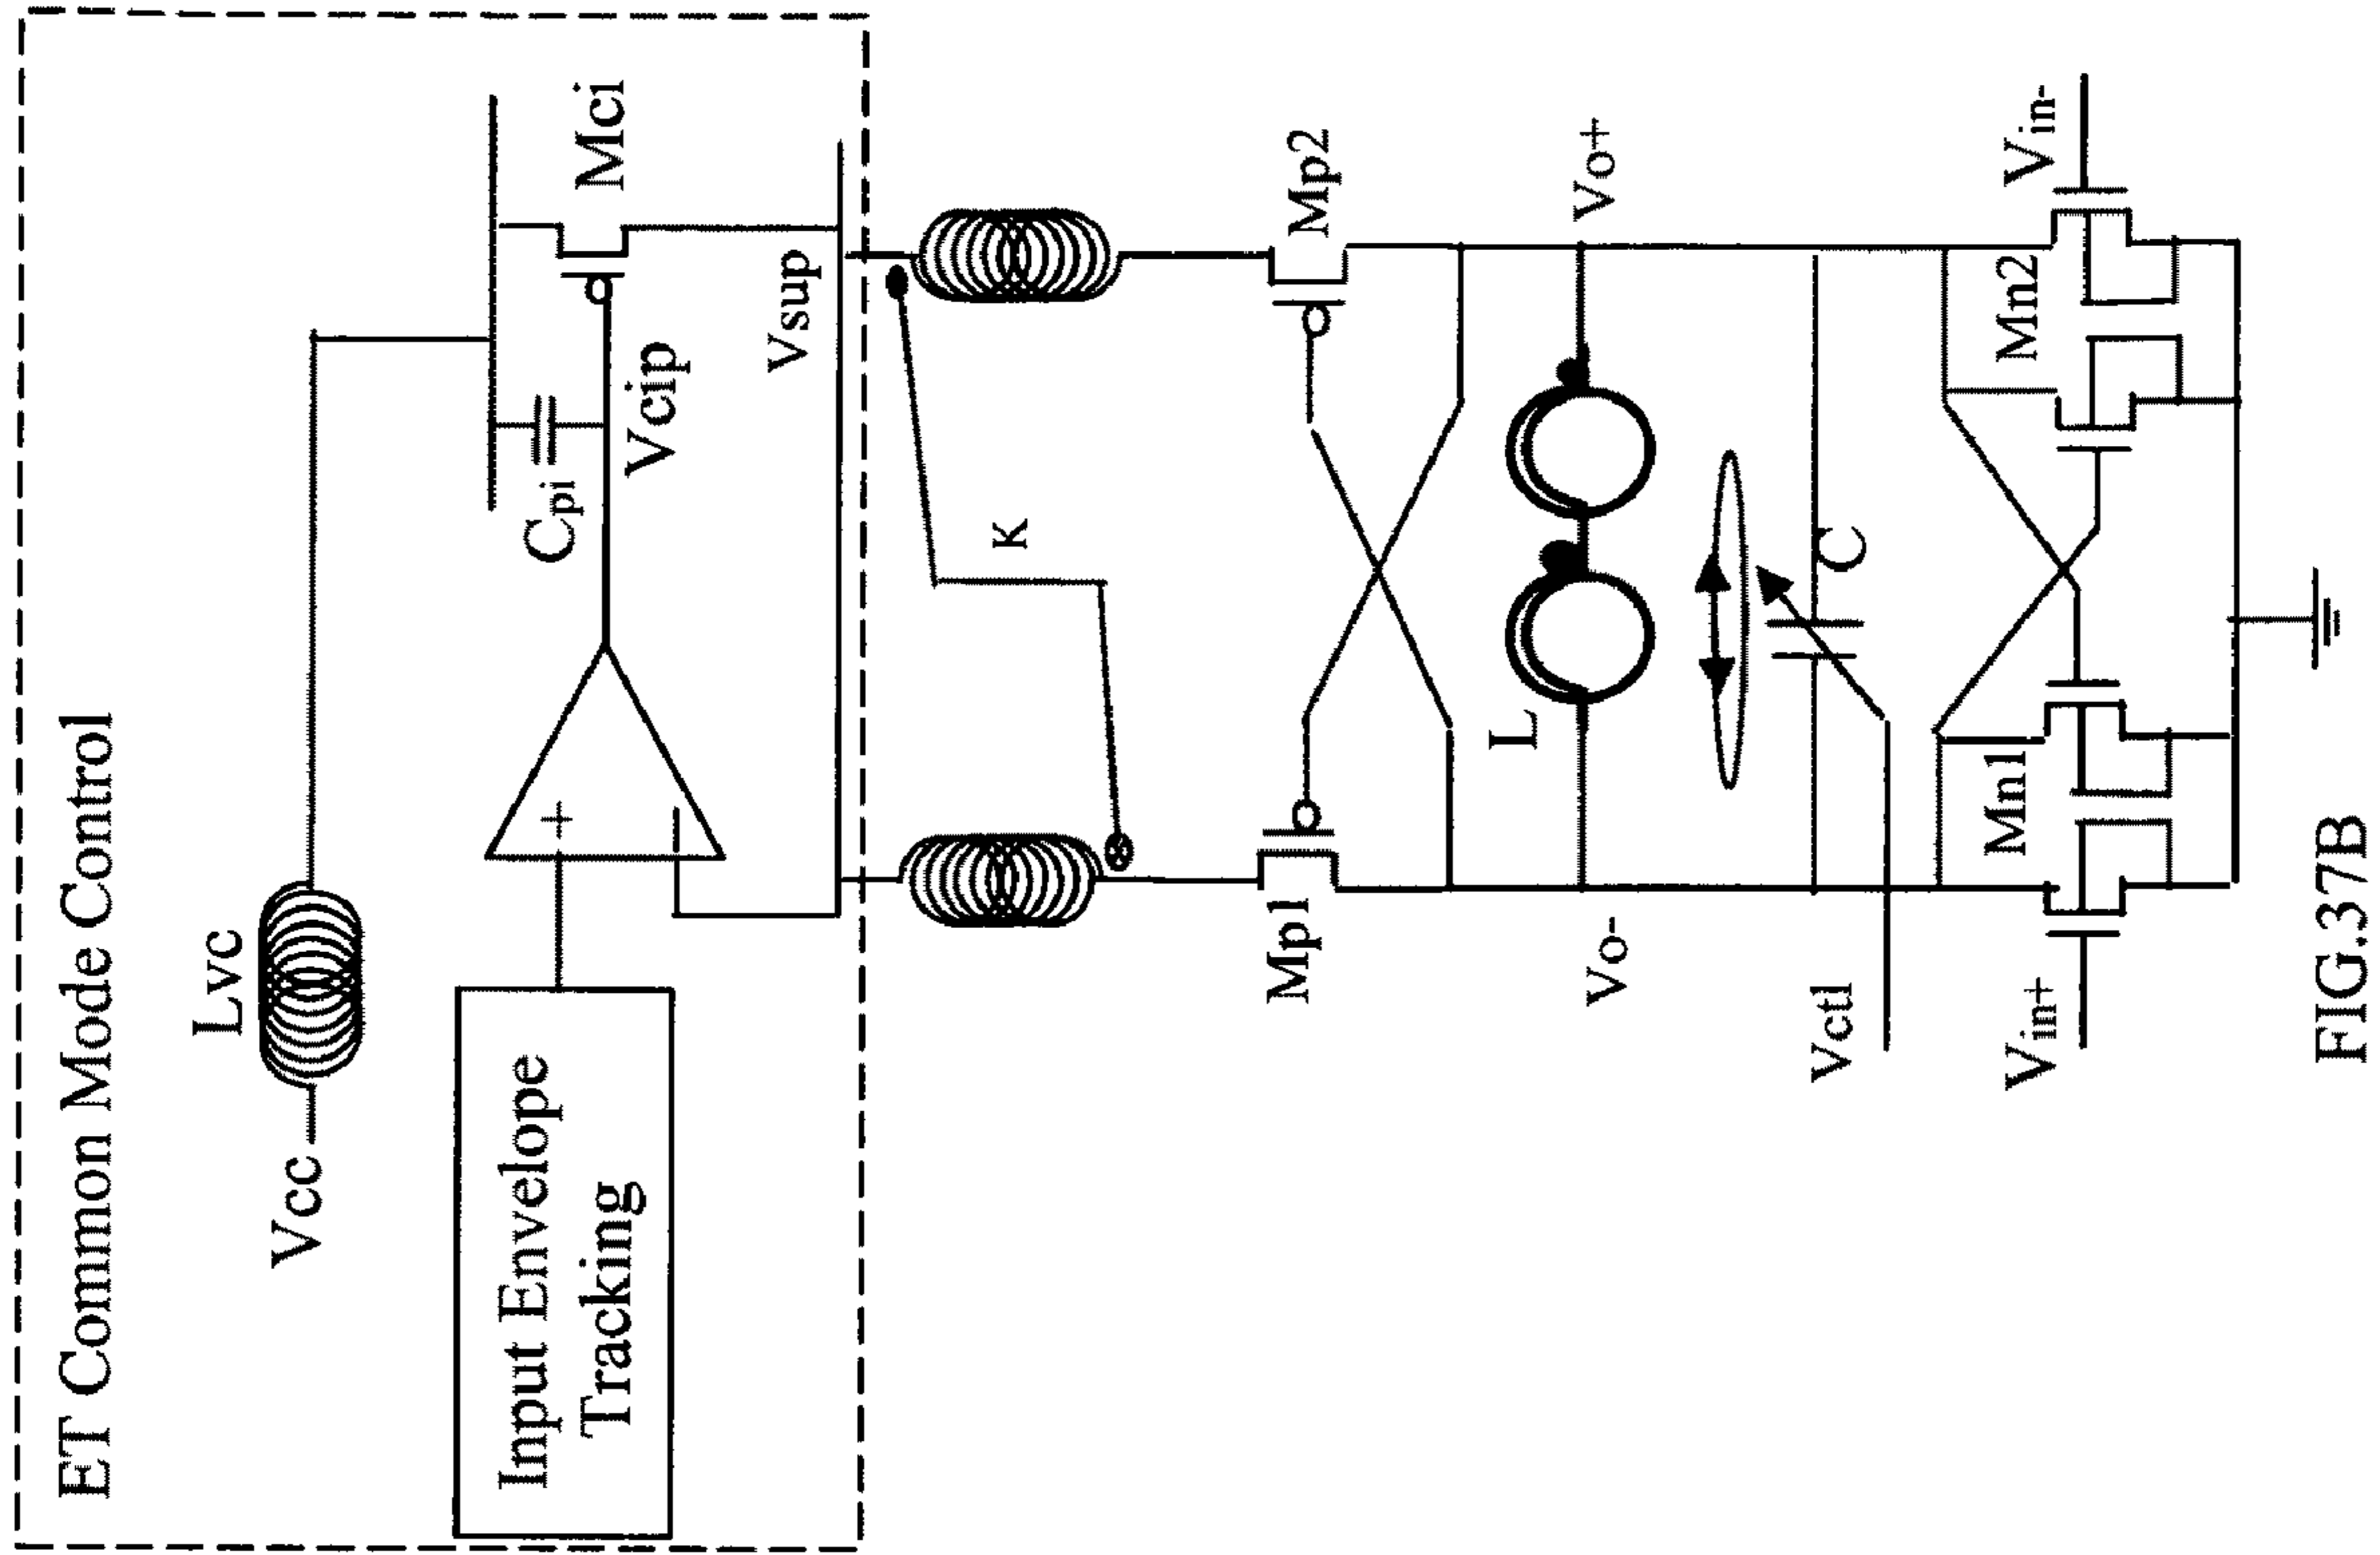 ET Common Mode Control
Vcc
Lvc
Input Envelope
Tracking
+
−
Cpi
Vcip
Mci
Vsup
K
Mp1
Mp2
L
Vo-
Vo+
C
Vctl
Mn1
Mn2
Vin+
Vin-
FIG.37B